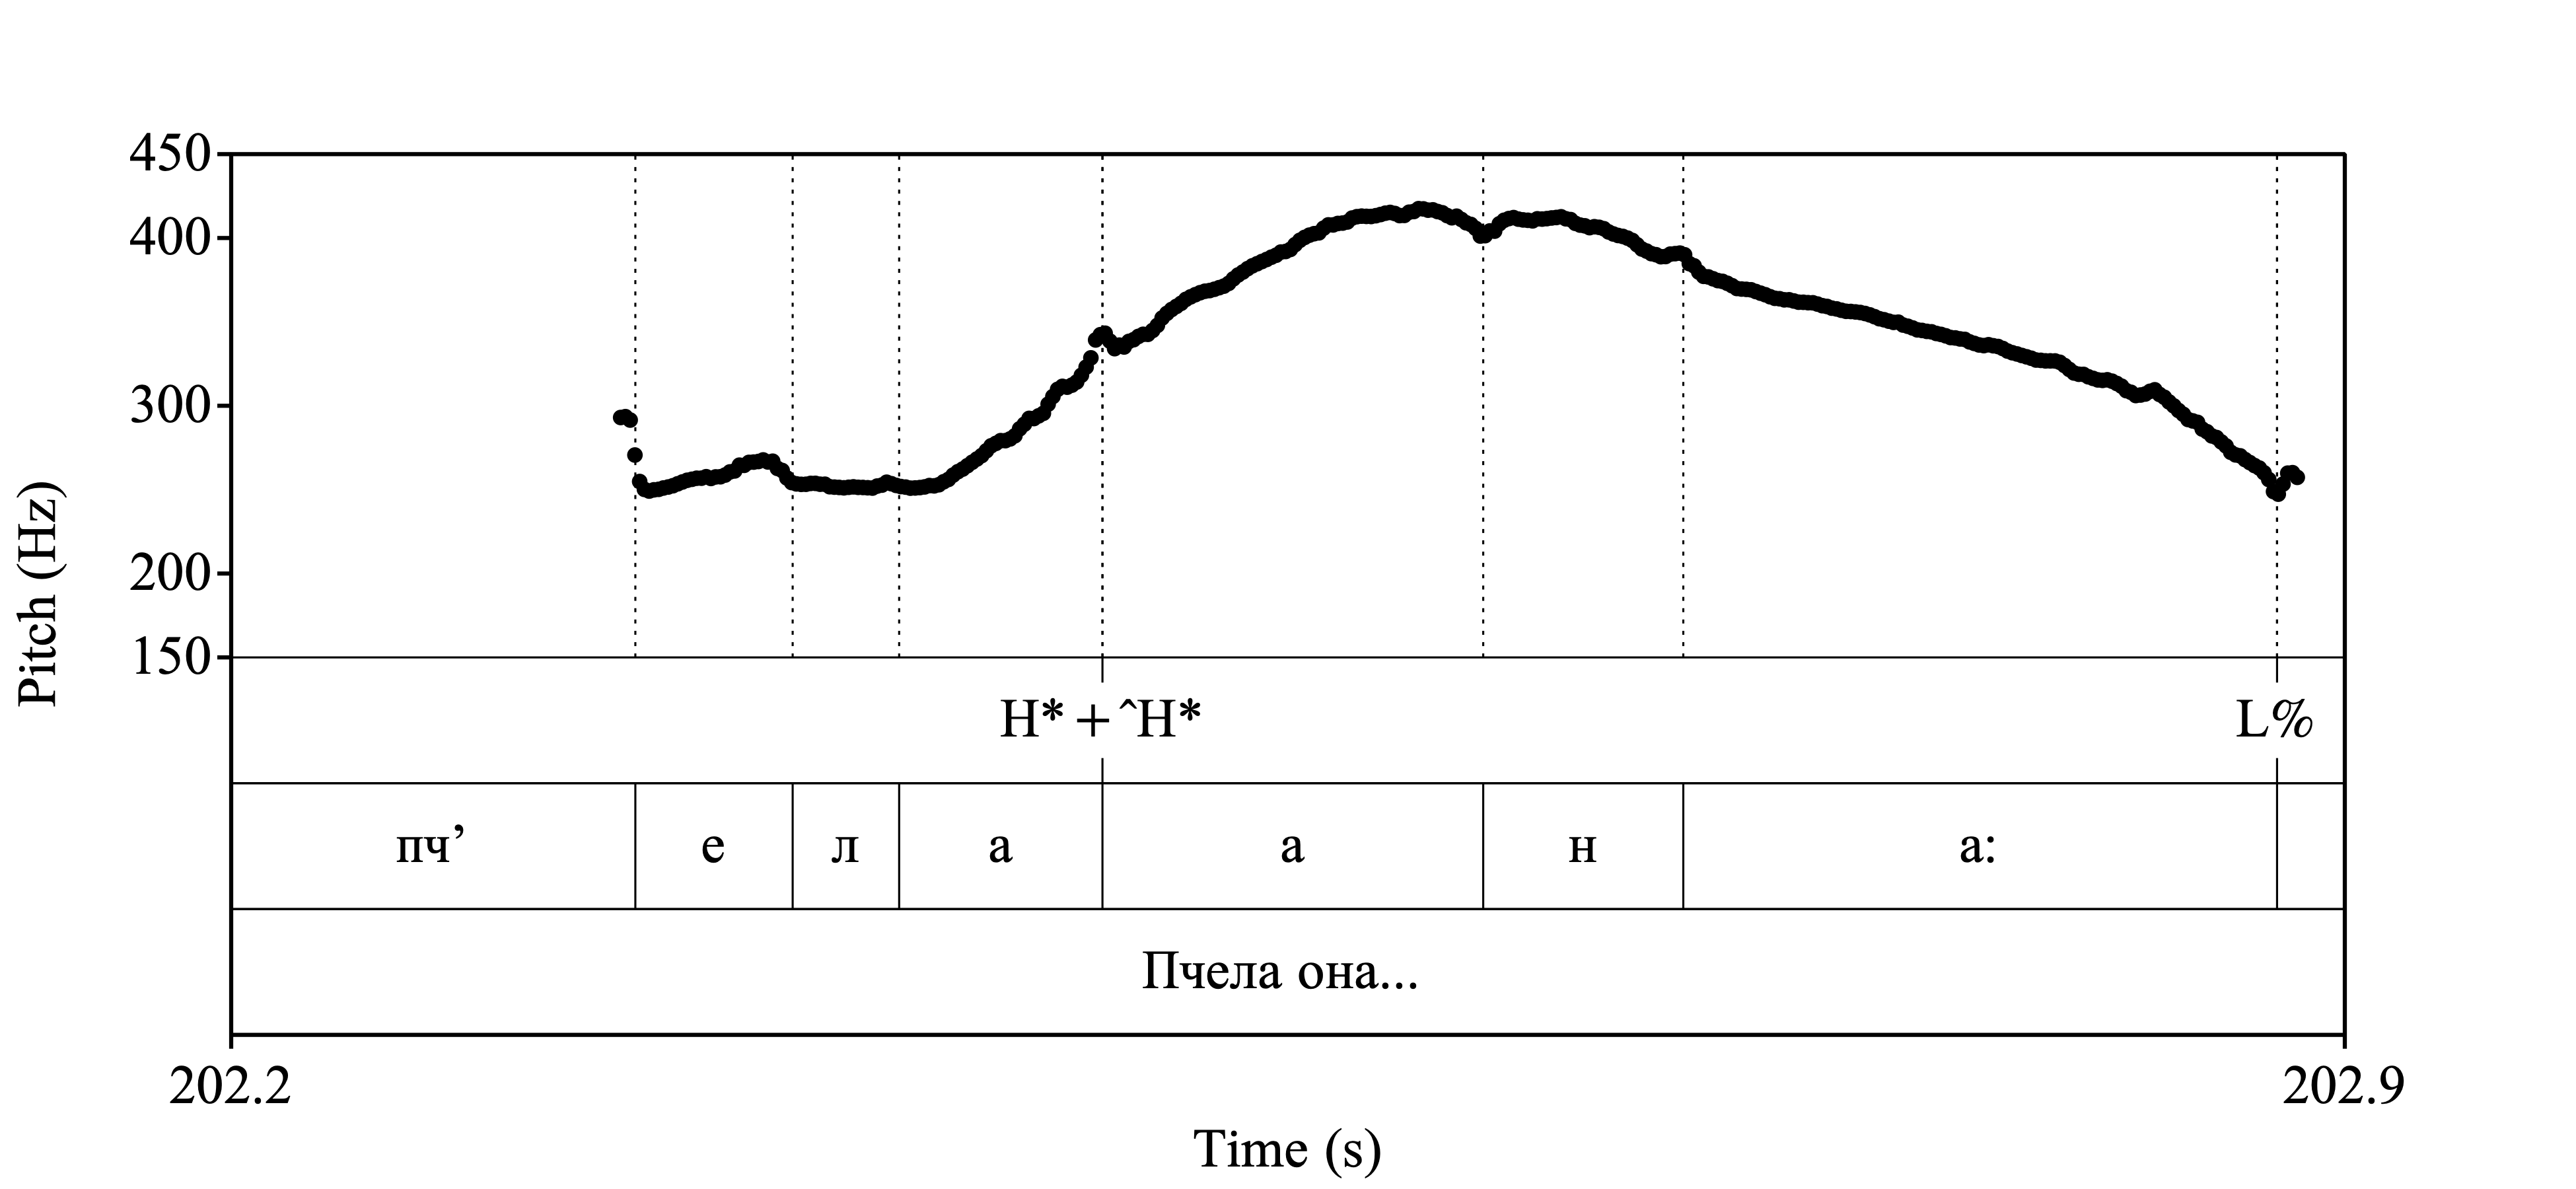 450
400
300
200
150
Pitch (Hz)
H* + ˆH* L%
пч’ е л а а н а:
Пчела она...
202.2 202.9
Time (s)